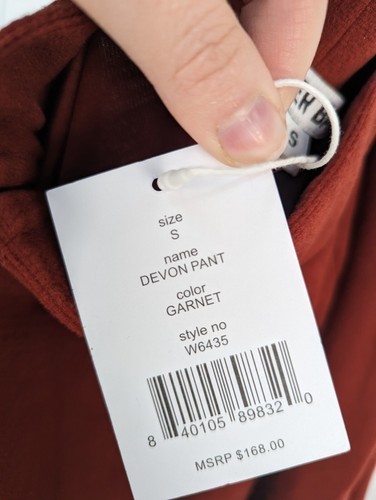 S
size
S
name
DEVON PANT
color
GARNET
style no
W6435
8 40105 89832 0
MSRP $168.00